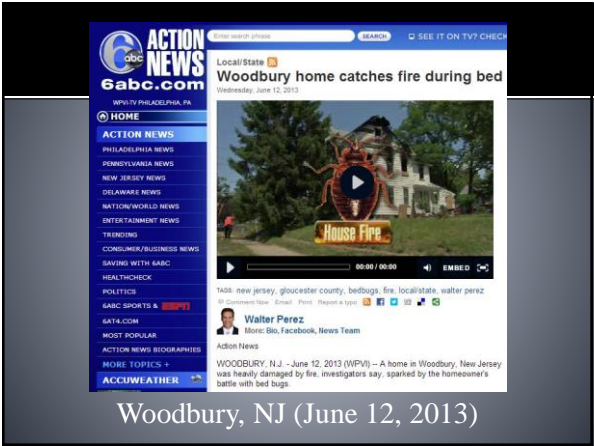 ACTION
6 abc NEWS
6abc.com
WPVI-TV PHILADELPHIA, PA
HOME
ACTION NEWS
PHILADELPHIA NEWS
PENNSYLVANIA NEWS
NEW JERSEY NEWS
DELAWARE NEWS
NATION/WORLD NEWS
ENTERTAINMENT NEWS
TRENDING
CONSUMER/BUSINESS NEWS
SAVING WITH 6ABC
HEALTHCHECK
POLITICS
6ABC SPORTS & ESPN
6AT4.COM
MOST POPULAR
ACTION NEWS BIOGRAPHIES
MORE TOPICS +
ACCUWEATHER
Enter search phrase SEARCH SEE IT ON TV? CHECK
Local/State
Woodbury home catches fire during bed
Wednesday, June 12, 2013
House Fire
00:00 / 00:00 EMBED
TAGS: new jersey, gloucester county, bedbugs, fire, local/state, walter perez
Comment Now Email Print Report a typo
Walter Perez
More: Bio, Facebook, News Team
Action News
WOODBURY, N.J. - June 12, 2013 (WPVI) -- A home in Woodbury, New Jersey
was heavily damaged by fire, investigators say, sparked by the homeowner's
battle with bed bugs.
Woodbury, NJ (June 12, 2013)